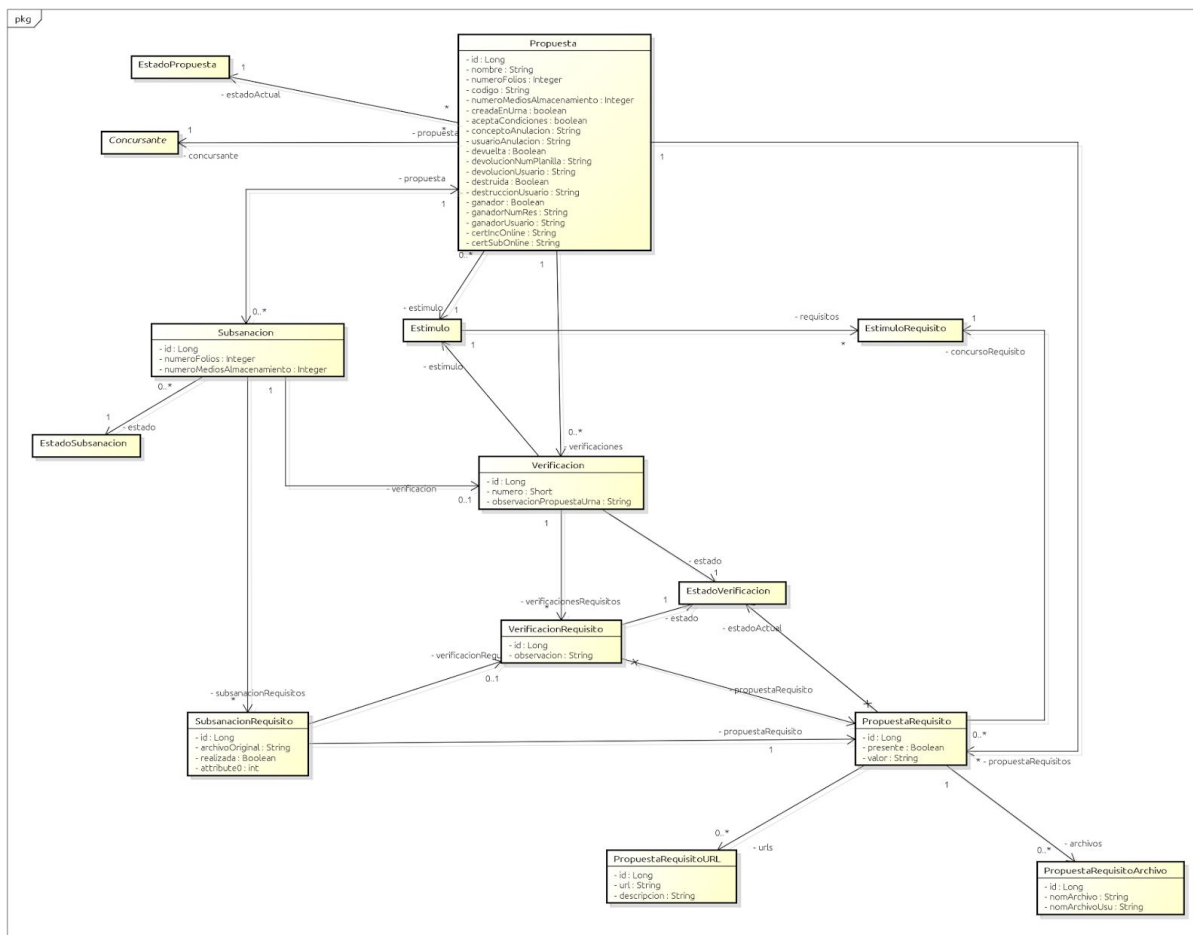 pkg
Propuesta
- id : Long
- nombre : String
- numeroFolios : Integer
- codigo : String
- numeroMediosAlmacenamiento : Integer
- creadaEnUrna : boolean
- aceptaCondiciones : boolean
- conceptoAnulacion : String
- usuarioAnulacion : String
- devuelta : Boolean
- devolucionNumPlanilla : String
- devolucionUsuario : String
- destruida : Boolean
- destruccionUsuario : String
- ganador : Boolean
- ganadorNumRes : String
- ganadorUsuario : String
- certIncOnline : String
- certSubOnline : String
EstadoPropuesta
1
- estadoActual
*
Concursante
1
- concursante
- propuesta
*
1
- propuesta
1
0..*
0..*
1
Subsanacion
- id : Long
- numeroFolios : Integer
- numeroMediosAlmacenamiento : Integer
- estimulo
1
Estimulo
1
- estimulo
- requisitos
*
EstimuloRequisito
1
- concursoRequisito
0..*
1
1
- estado
EstadoSubsanacion
0..*
- verificaciones
Verificacion
- id : Long
- numero : Short
- observacionPropuestaUrna : String
- verificacion
0..1
1
- estado
1
EstadoVerificacion
- verificacionesRequisitos
*
1
- estado
- estadoActual
VerificacionRequisito
- id : Long
- observacion : String
- verificacionRequ
0..1
- subsanacionRequisitos
*
- propuestaRequisito
SubsanacionRequisito
- id : Long
- archivoOriginal : String
- realizada : Boolean
- attribute0 : int
- propuestaRequisito
1
PropuestaRequisito
- id : Long
- presente : Boolean
- valor : String
0..*
* - propuestaRequisitos
1
0..*
- urls
- archivos
0..*
PropuestaRequisitoURL
- id : Long
- url : String
- descripcion : String
PropuestaRequisitoArchivo
- id : Long
- nomArchivo : String
- nomArchivoUsu : String